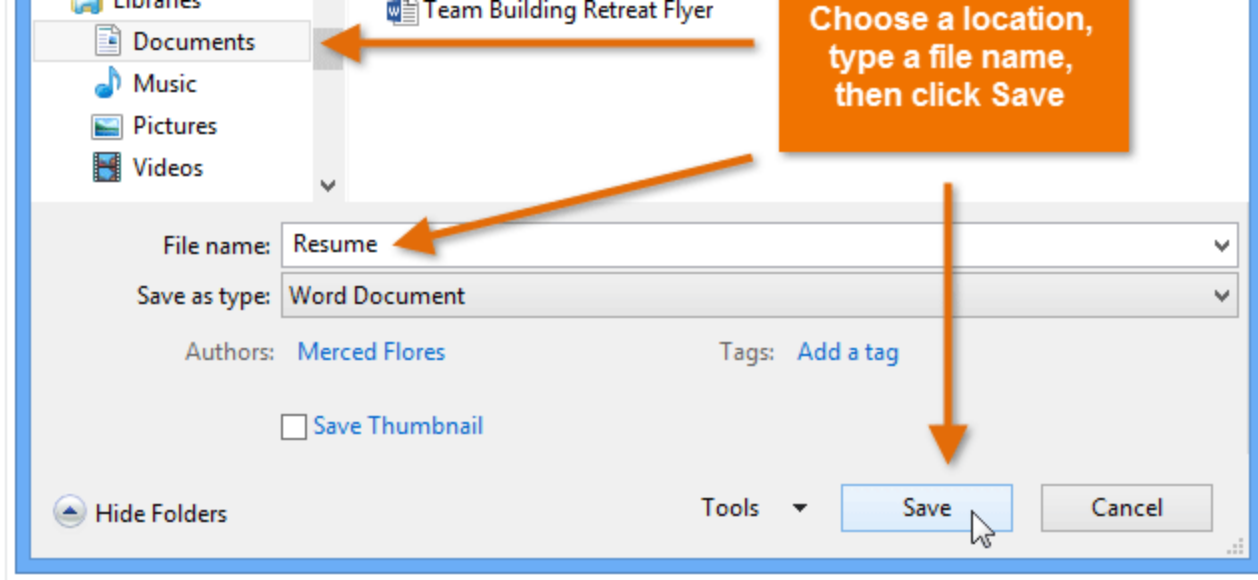 Libraries
Team Building Retreat Flyer
Choose a location,
type a file name,
then click Save
Documents
Music
Pictures
Videos
File name: Resume
Save as type: Word Document
Authors: Merced Flores Tags: Add a tag
Save Thumbnail
Hide Folders Tools Save Cancel